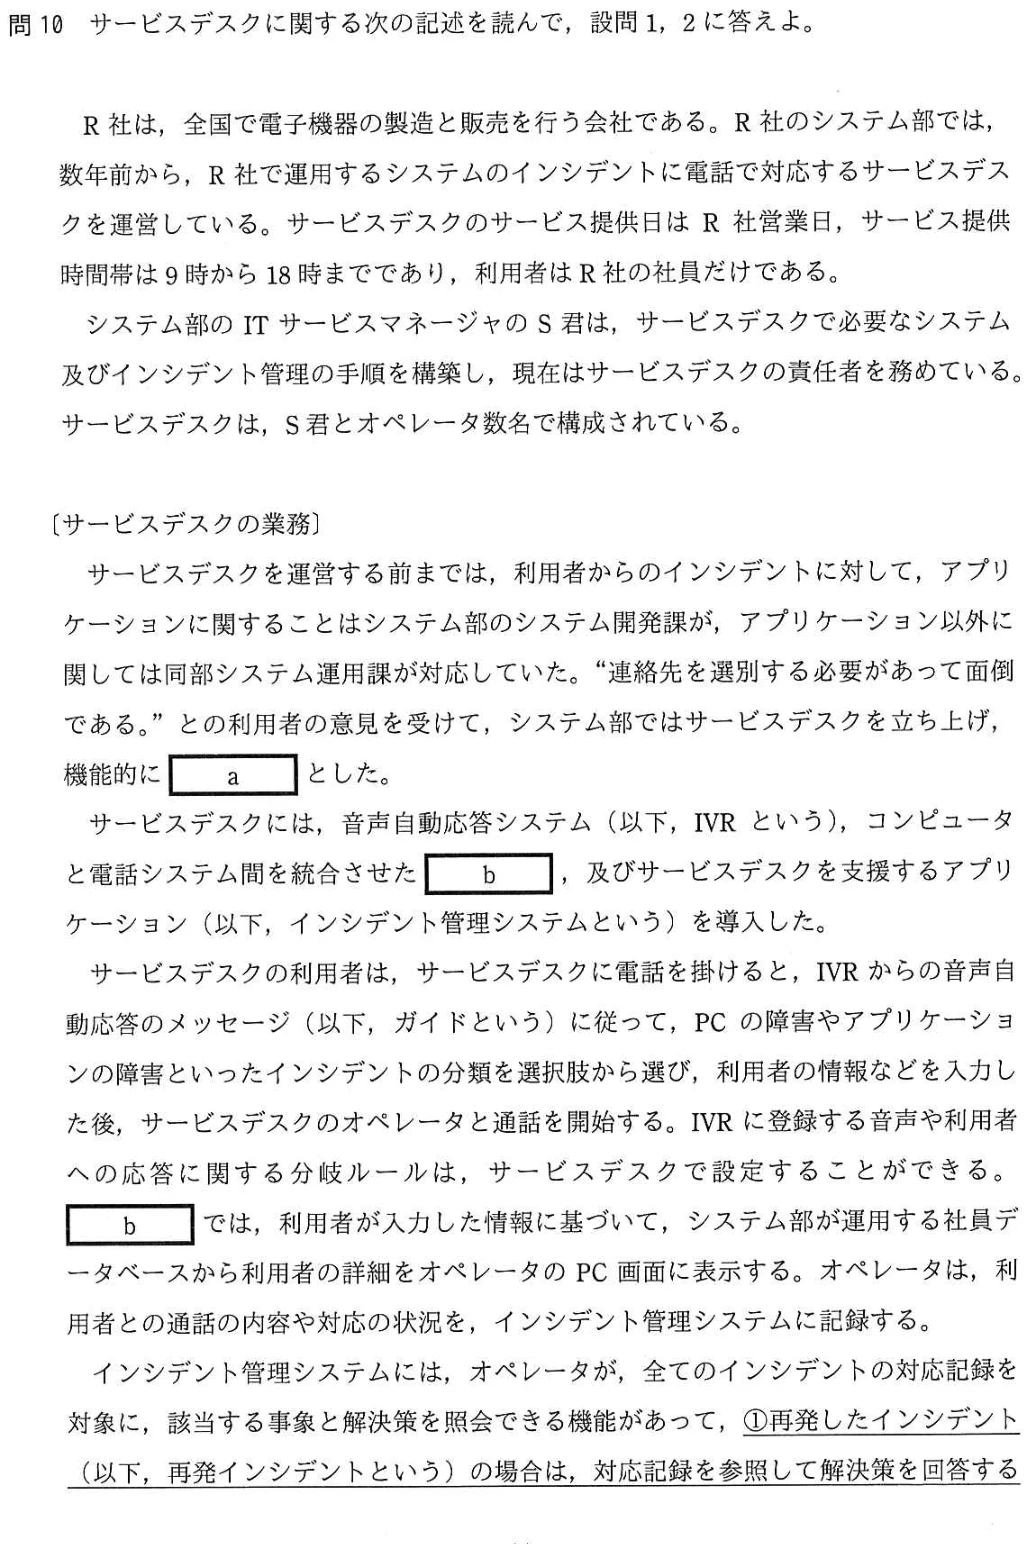 問10 サービスデスクに関する次の記述を読んで，設問1，2に答えよ。
R社は，全国で電子機器の製造と販売を行う会社である。R社のシステム部では，
数年前から，R社で運用するシステムのインシデントに電話で対応するサービスデス
クを運営している。サービスデスクのサービス提供日はR社営業日，サービス提供
時間帯は9時から18時までであり，利用者はR社の社員だけである。
システム部のITサービスマネージャのS君は，サービスデスクで必要なシステム
及びインシデント管理の手順を構築し，現在はサービスデスクの責任者を務めている。
サービスデスクは，S君とオペレータ数名で構成されている。
〔サービスデスクの業務〕
サービスデスクを運営する前までは，利用者からのインシデントに対して，アプリ
ケーションに関することはシステム部のシステム開発課が，アプリケーション以外に
関しては同部システム運用課が対応していた。“連絡先を選別する必要があって面倒
である。”との利用者の意見を受けて，システム部ではサービスデスクを立ち上げ，
機能的に a とした。
サービスデスクには，音声自動応答システム（以下，IVRという），コンピュータ
と電話システム間を統合させた b ，及びサービスデスクを支援するアプリ
ケーション（以下，インシデント管理システムという）を導入した。
サービスデスクの利用者は，サービスデスクに電話を掛けると，IVRからの音声自
動応答のメッセージ（以下，ガイドという）に従って，PCの障害やアプリケーショ
ンの障害といったインシデントの分類を選択肢から選び，利用者の情報などを入力し
た後，サービスデスクのオペレータと通話を開始する。IVRに登録する音声や利用者
への応答に関する分岐ルールは，サービスデスクで設定することができる。
b では，利用者が入力した情報に基づいて，システム部が運用する社員デ
ータベースから利用者の詳細をオペレータのPC画面に表示する。オペレータは，利
用者との通話の内容や対応の状況を，インシデント管理システムに記録する。
インシデント管理システムには，オペレータが，全てのインシデントの対応記録を
対象に，該当する事象と解決策を照会できる機能があって，①再発したインシデント
（以下，再発インシデントという）の場合は，対応記録を参照して解決策を回答する